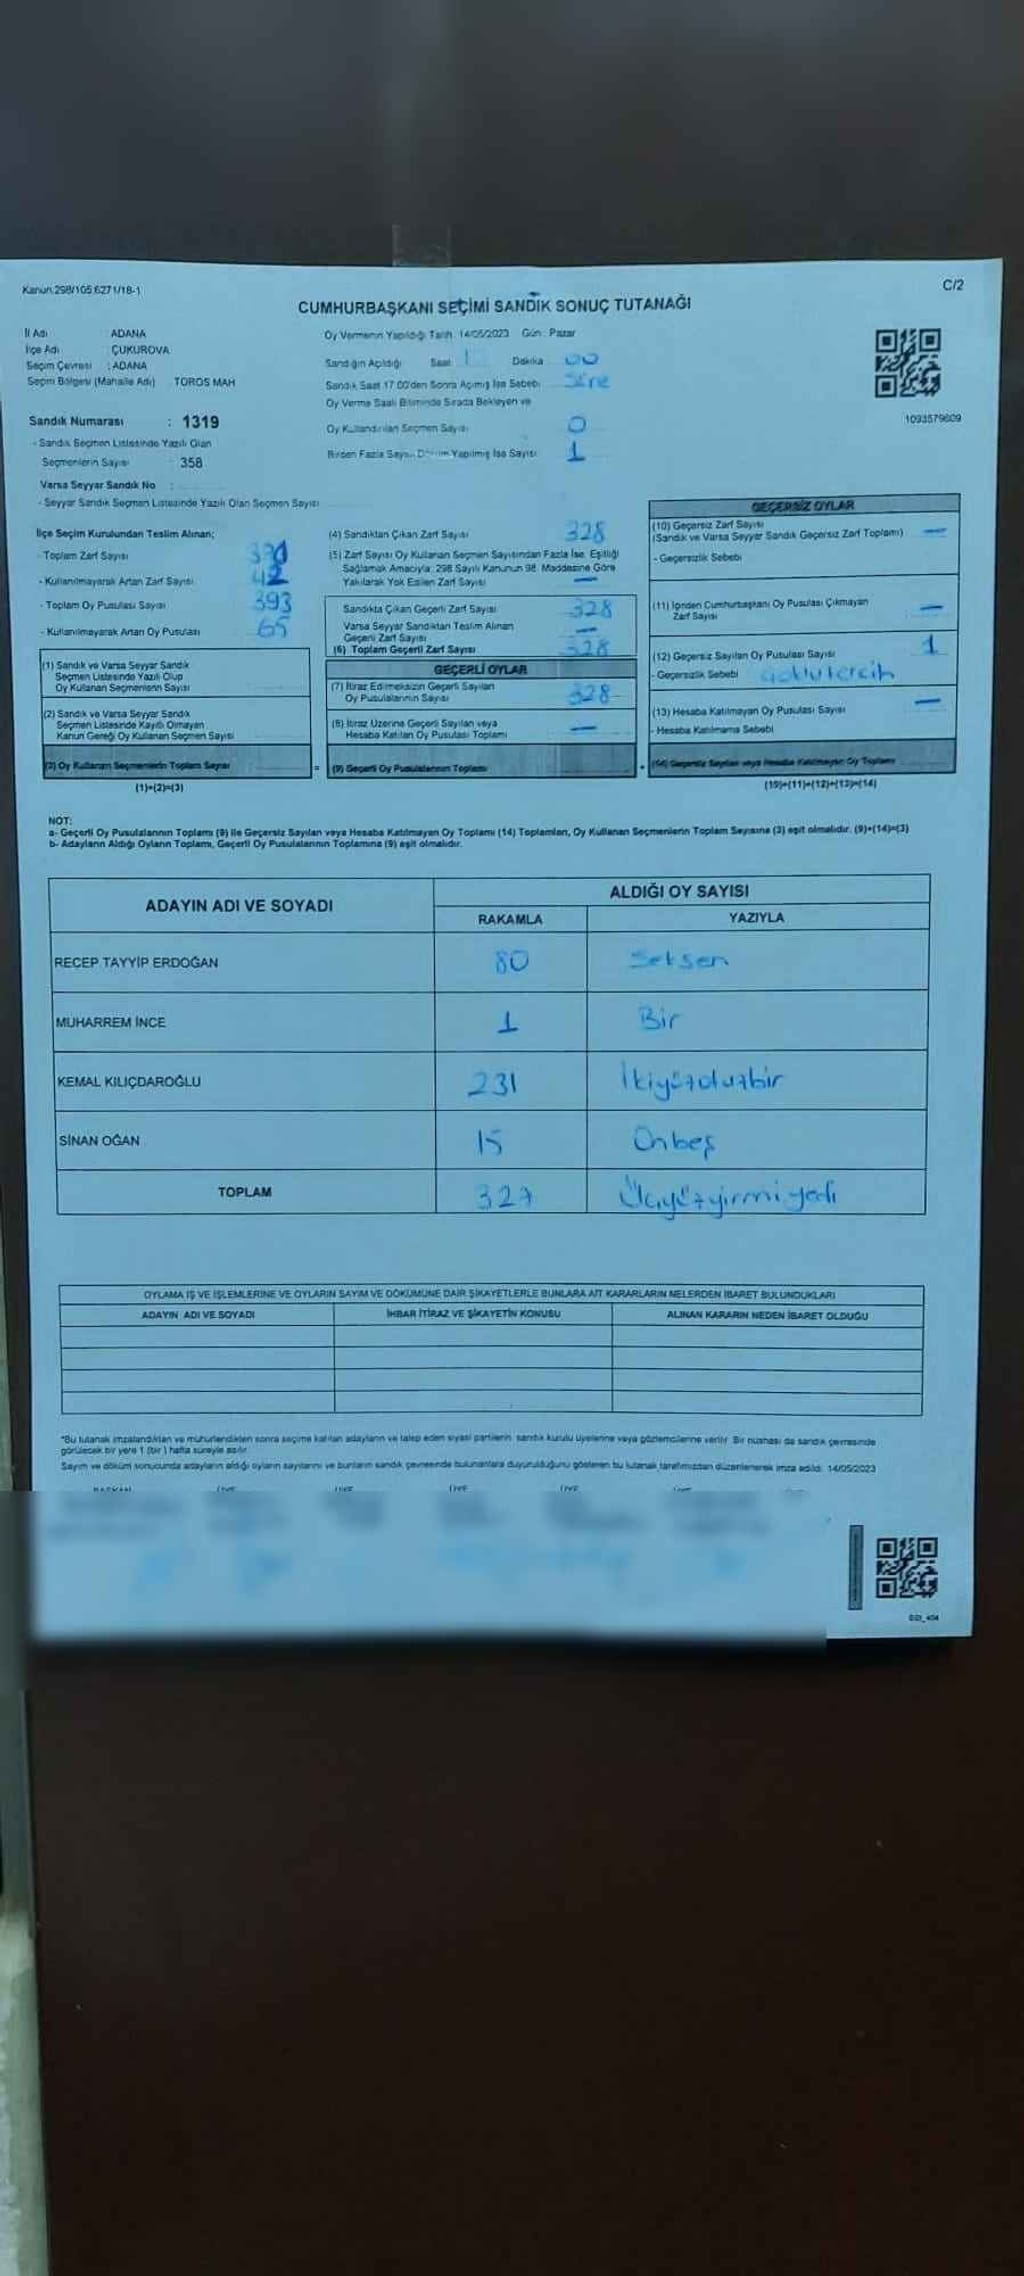 Kanun:298/105,6271/18-1
C/2
CUMHURBAŞKANI SEÇİMİ SANDIK SONUÇ TUTANAĞI
İl Adı ADANA
İlçe Adı ÇUKUROVA
Seçim Çevresi : ADANA
Seçim Bölgesi (Mahalle Adı) TOROS MAH
Sandık Numarası : 1319
- Sandık Seçmen Listesinde Yazılı Olan
Seçmenlerin Sayısı 358
Varsa Seyyar Sandık No :
- Seyyar Sandık Seçmen Listesinde Yazılı Olan Seçmen Sayısı
Oy Vermenin Yapıldığı Tarih 14/05/2023 Gün : Pazar
Sandığın Açıldığı Saat Dakika 00
Sandık Saat 17.00'den Sonra Açılmış İse Sebebi Süre
Oy Verme Saati Bitiminde Sırada Bekleyen ve
Oy Kullandırılan Seçmen Sayısı 0
Birden Fazla Sayım Döküm Yapılmış İse Sayısı 1
1093579609
İlçe Seçim Kurulundan Teslim Alınan;
- Toplam Zarf Sayısı 370
- Kullanılmayarak Artan Zarf Sayısı 42
- Toplam Oy Pusulası Sayısı 393
- Kullanılmayarak Artan Oy Pusulası 65
(1) Sandık ve Varsa Seyyar Sandık
Seçmen Listesinde Yazılı Olup
Oy Kullanan Seçmenlerin Sayısı
(2) Sandık ve Varsa Seyyar Sandık
Seçmen Listesinde Kayıtlı Olmayan
Kanun Gereği Oy Kullanan Seçmen Sayısı
(3) Oy Kullanan Seçmenlerin Toplam Sayısı
(1)+(2)=(3)
(4) Sandıktan Çıkan Zarf Sayısı 328
(5) Zarf Sayısı Oy Kullanan Seçmen Sayısından Fazla İse, Eşitliği
Sağlamak Amacıyla; 298 Sayılı Kanunun 98. Maddesine Göre
Yakılarak Yok Edilen Zarf Sayısı —
Sandıkta Çıkan Geçerli Zarf Sayısı 328
Varsa Seyyar Sandıktan Teslim Alınan
Geçerli Zarf Sayısı —
(6) Toplam Geçerli Zarf Sayısı 328
GEÇERLİ OYLAR
(7) İtiraz Edilmeksizin Geçerli Sayılan
Oy Pusulalarının Sayısı 328
(8) İtiraz Üzerine Geçerli Sayılan veya
Hesaba Katılan Oy Pusulası Toplamı —
= (9) Geçerli Oy Pusulalarının Toplamı
GEÇERSİZ OYLAR
(10) Geçersiz Zarf Sayısı
(Sandık ve Varsa Seyyar Sandık Geçersiz Zarf Toplamı) —
- Geçersizlik Sebebi
(11) İçinden Cumhurbaşkanı Oy Pusulası Çıkmayan
Zarf Sayısı —
(12) Geçersiz Sayılan Oy Pusulası Sayısı 1
- Geçersizlik Sebebi
(13) Hesaba Katılmayan Oy Pusulası Sayısı —
- Hesaba Katılmama Sebebi
+ (14) Geçersiz Sayılan veya Hesaba Katılmayan Oy Toplamı
(10)+(11)+(12)+(13)=(14)
NOT:
a- Geçerli Oy Pusulalarının Toplamı (9) ile Geçersiz Sayılan veya Hesaba Katılmayan Oy Toplamı (14) Toplamları, Oy Kullanan Seçmenlerin Toplam Sayısına (3) eşit olmalıdır. (9)+(14)=(3)
b- Adayların Aldığı Oyların Toplamı, Geçerli Oy Pusulalarının Toplamına (9) eşit olmalıdır.
ADAYIN ADI VE SOYADI ALDIĞI OY SAYISI
RAKAMLA YAZIYLA
RECEP TAYYİP ERDOĞAN 80 Seksen
MUHARREM İNCE 1 Bir
KEMAL KILIÇDAROĞLU 231 İkiyüzotuzbir
SİNAN OĞAN 15 Onbeş
TOPLAM 327 Üçyüzyirmiyedi
OYLAMA İŞ VE İŞLEMLERİNE VE OYLARIN SAYIM VE DÖKÜMÜNE DAİR ŞİKAYETLERLE BUNLARA AİT KARARLARIN NELERDEN İBARET BULUNDUKLARI
ADAYIN ADI VE SOYADI İHBAR İTİRAZ VE ŞİKAYETİN KONUSU ALINAN KARARIN NEDEN İBARET OLDUĞU
*Bu tutanak imzalandıktan ve mühürlendikten sonra seçime katılan adayların ve talep eden siyasi partilerin sandık kurulu üyelerine veya gözlemcilerine verilir. Bir nüshası da sandık çevresinde
görülecek bir yere 1 (bir) hafta süreyle asılır.
Sayım ve döküm sonucunda adayların aldığı oyların sayılarını ve bunların sandık çevresinde bulunanlara duyurulduğunu gösteren bu tutanak tarafımızdan düzenlenerek imza edildi. 14/05/2023
BAŞKAN ÜYE ÜYE ÜYE ÜYE ÜYE